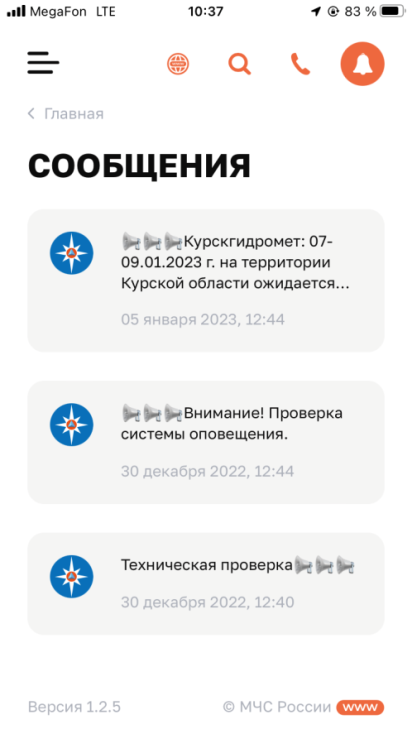 MegaFon LTE 10:37 83 %
Главная
СООБЩЕНИЯ
Курскгидромет: 07-
09.01.2023 г. на территории
Курской области ожидается...
05 января 2023, 12:44
Внимание! Проверка
системы оповещения.
30 декабря 2022, 12:44
Техническая проверка
30 декабря 2022, 12:40
Версия 1.2.5 © МЧС России www